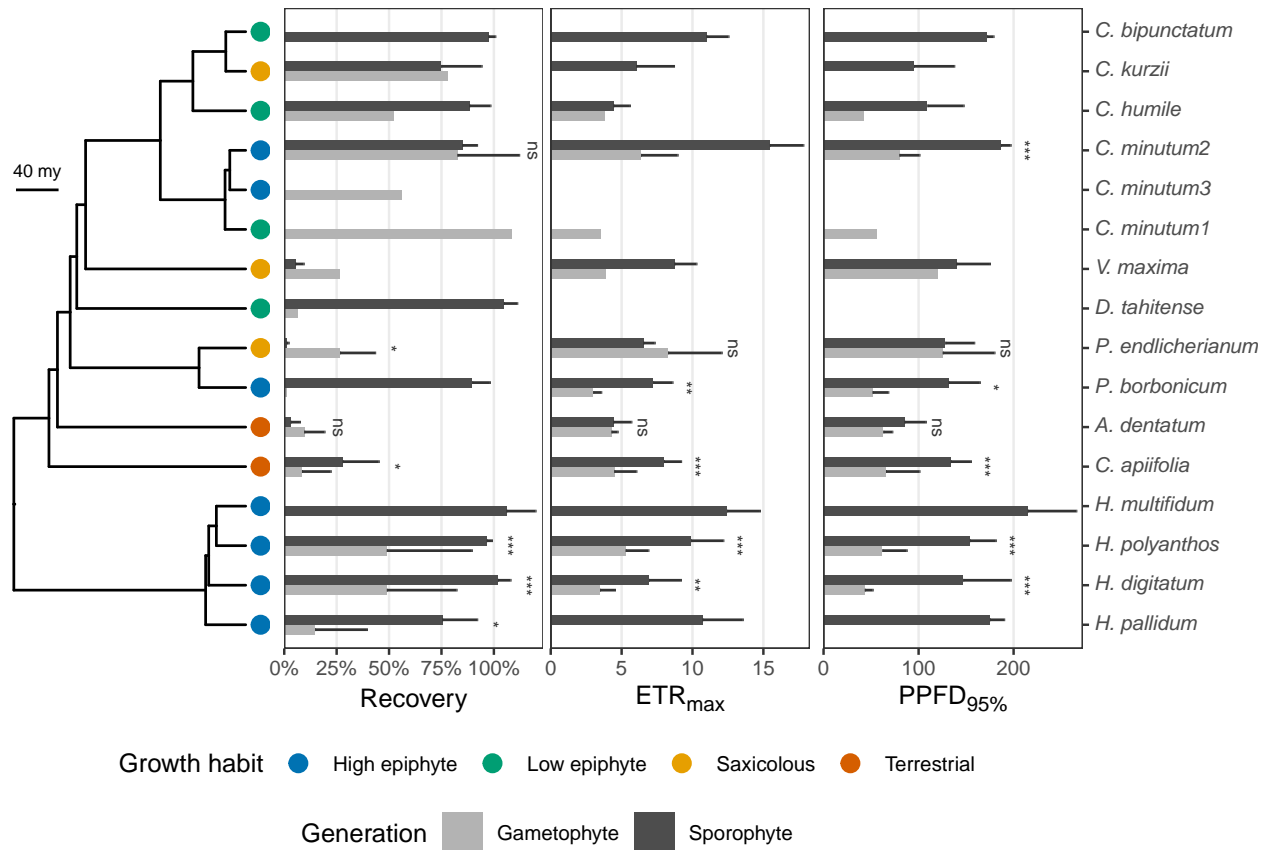 C. bipunctatum
C. kurzii
C. humile
ns
***
C. minutum2
40 my
C. minutum3
C. minutum1
V. maxima
D. tahitense
*
ns
ns
P. endlicherianum
**
*
P. borbonicum
ns
ns
ns
A. dentatum
*
***
***
C. apiifolia
H. multifidum
***
***
***
H. polyanthos
***
**
***
H. digitatum
*
H. pallidum
0% 25% 50% 75% 100%
0 5 10 15
0 100 200
Recovery
ETRmax
PPFD95%
Growth habit High epiphyte Low epiphyte Saxicolous Terrestrial
Generation Gametophyte Sporophyte